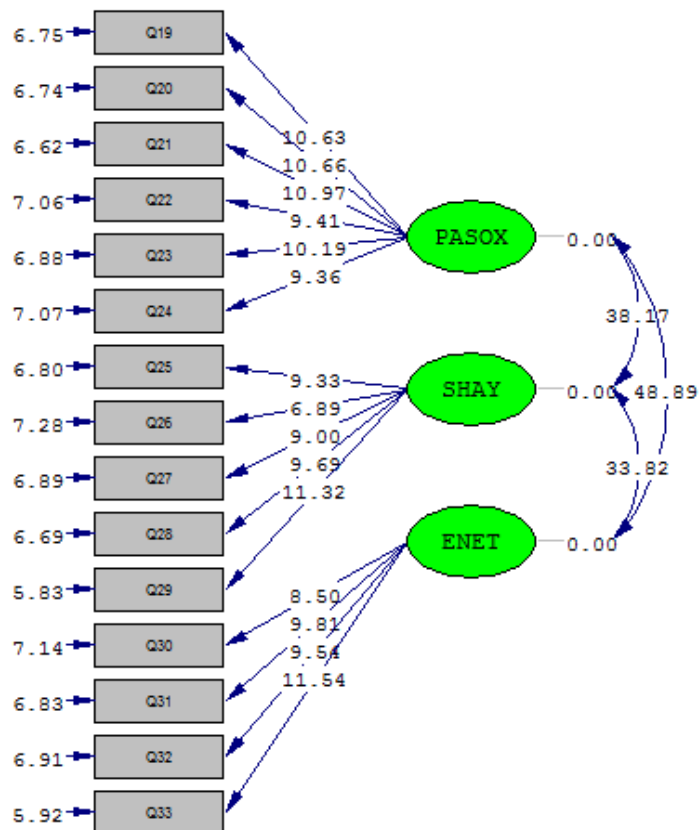 6.75 Q19
6.74 Q20
6.62 Q21
7.06 Q22
6.88 Q23
7.07 Q24
6.80 Q25
7.28 Q26
6.89 Q27
6.69 Q28
5.83 Q29
7.14 Q30
6.83 Q31
6.91 Q32
5.92 Q33
10.63
10.66
10.97
9.41
10.19
9.36
9.33
6.89
9.00
9.69
11.32
8.50
9.81
9.54
11.54
PASOX 0.00
SHAY 0.00
ENET 0.00
38.17
48.89
33.82